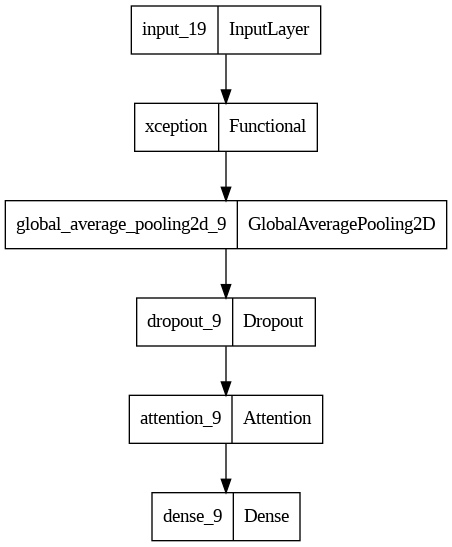 input_19 InputLayer
xception Functional
global_average_pooling2d_9 GlobalAveragePooling2D
dropout_9 Dropout
attention_9 Attention
dense_9 Dense